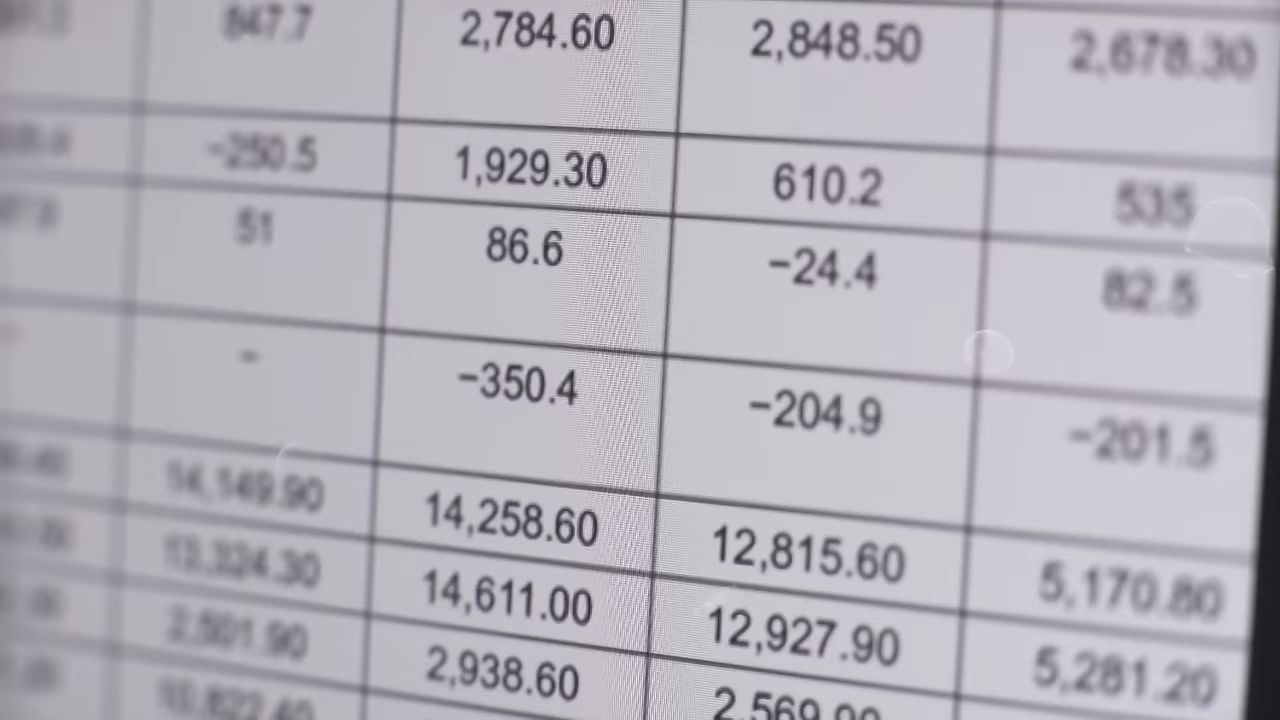 847.7 2,784.60 2,848.50 2,678.30
−250.5 1,929.30 610.2 535
51 86.6 −24.4 82.5
– −350.4 −204.9 −201.5
14,149.90 14,258.60 12,815.60 5,170.80
13,324.30 14,611.00 12,927.90 5,281.20
2,501.90 2,938.60
10,822.40